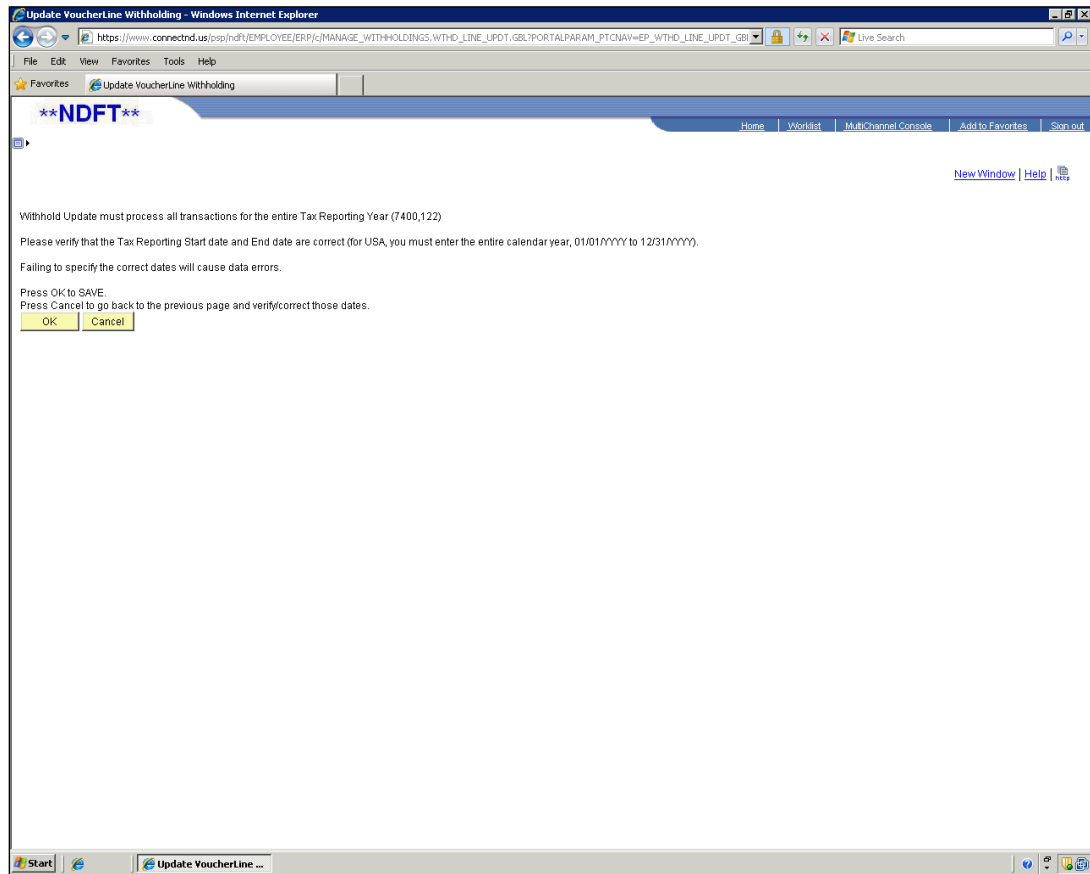 Update VoucherLine Withholding - Windows Internet Explorer
https://www.connectnd.us/psp/ndft/EMPLOYEE/ERP/c/MANAGE_WITHHOLDINGS.WTHD_LINE_UPDT.GBL?PORTALPARAM_PTCNAV=EP_WTHD_LINE_UPDT_GBl
Live Search
File Edit View Favorites Tools Help
Favorites Update VoucherLine Withholding
**NDFT**
Home Worklist MultiChannel Console Add to Favorites Sign out
New Window | Help | http
Withhold Update must process all transactions for the entire Tax Reporting Year (7400,122)
Please verify that the Tax Reporting Start date and End date are correct (for USA, you must enter the entire calendar year, 01/01/YYYY to 12/31/YYYY).
Failing to specify the correct dates will cause data errors.
Press OK to SAVE.
Press Cancel to go back to the previous page and verify/correct those dates.
OK Cancel
Start Update VoucherLine ...